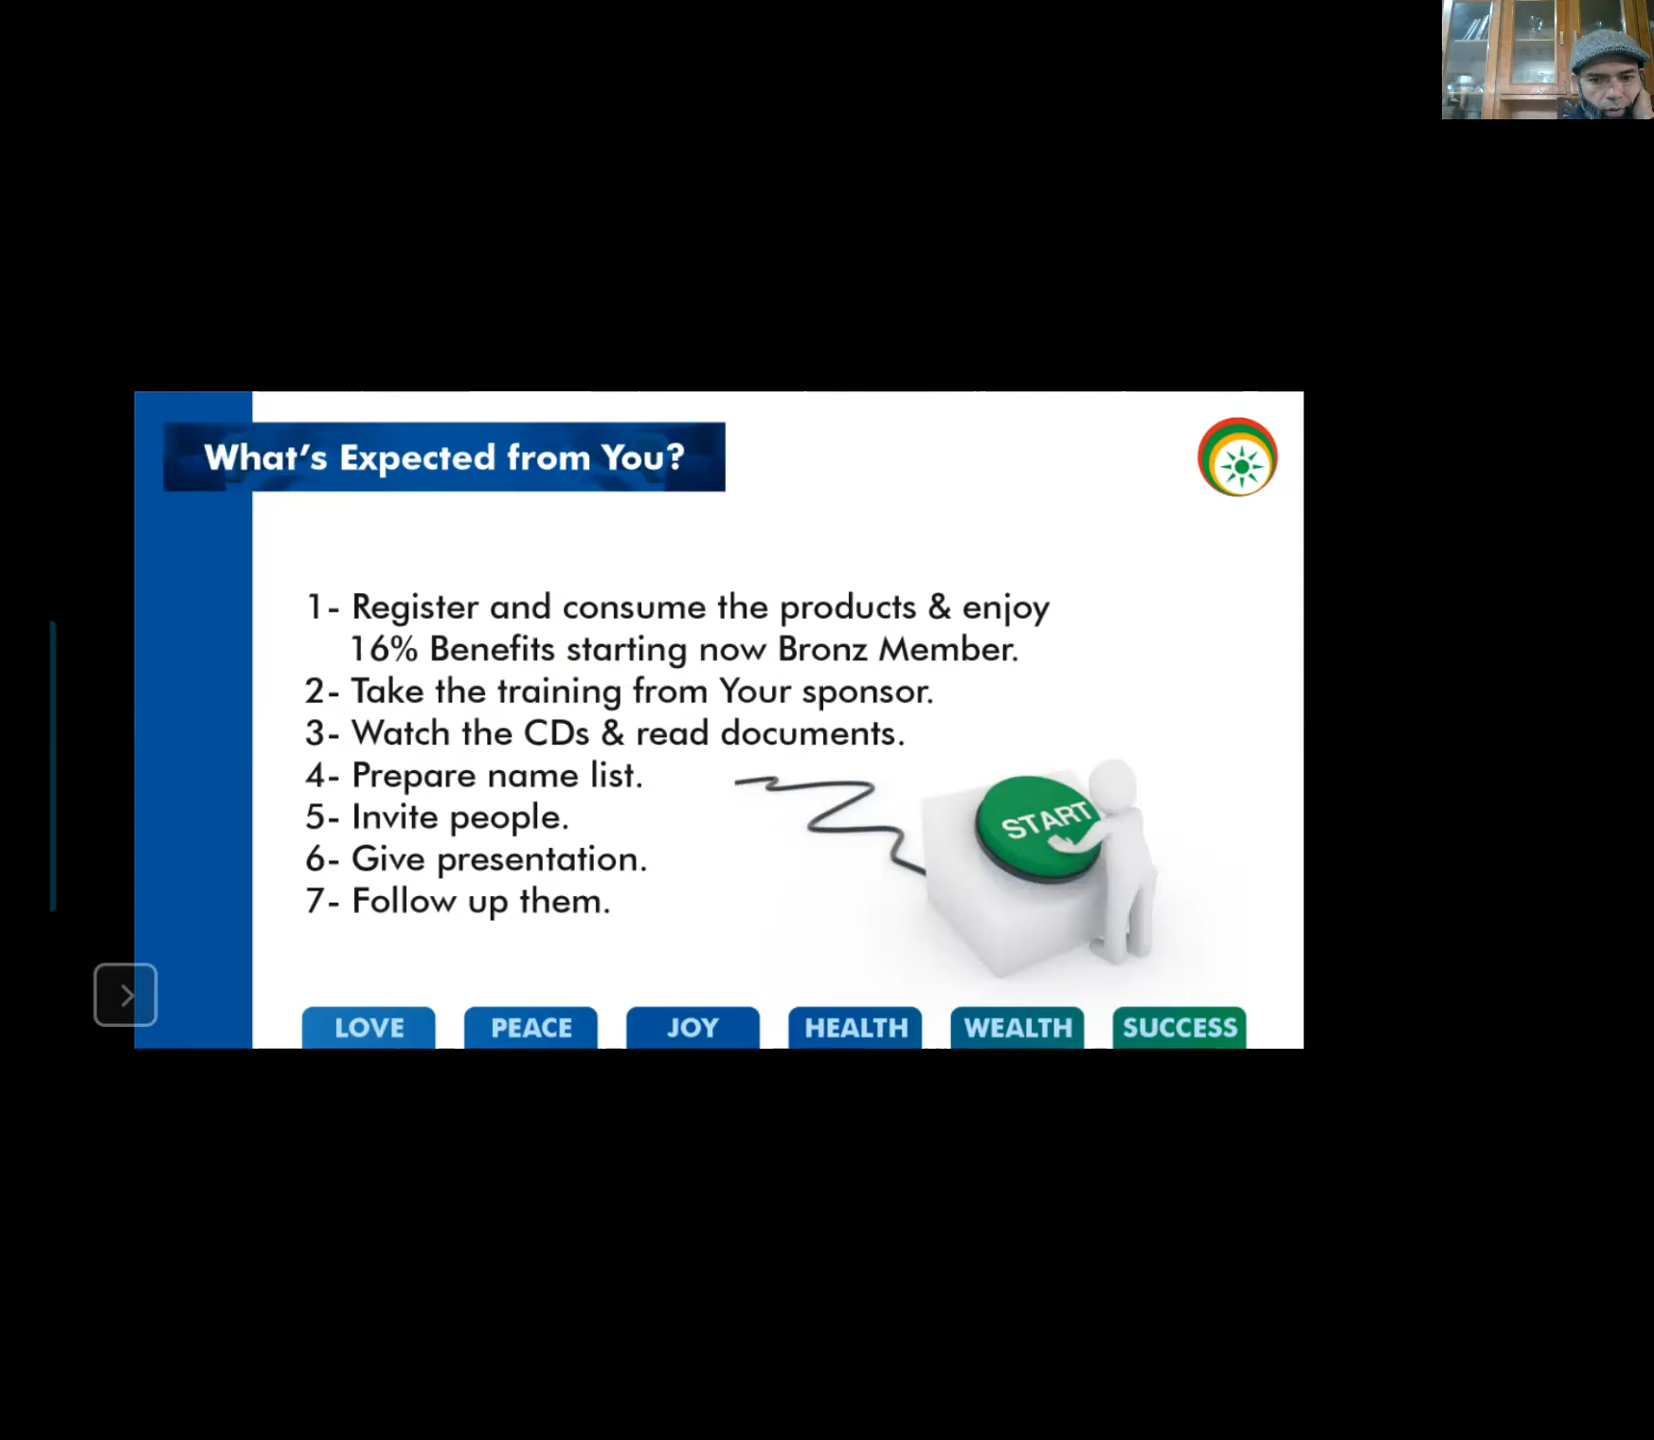 What's Expected from You?
1- Register and consume the products & enjoy
16% Benefits starting now Bronz Member.
2- Take the training from Your sponsor.
3- Watch the CDs & read documents.
4- Prepare name list.
5- Invite people.
6- Give presentation.
7- Follow up them.
START
LOVE PEACE JOY HEALTH WEALTH SUCCESS